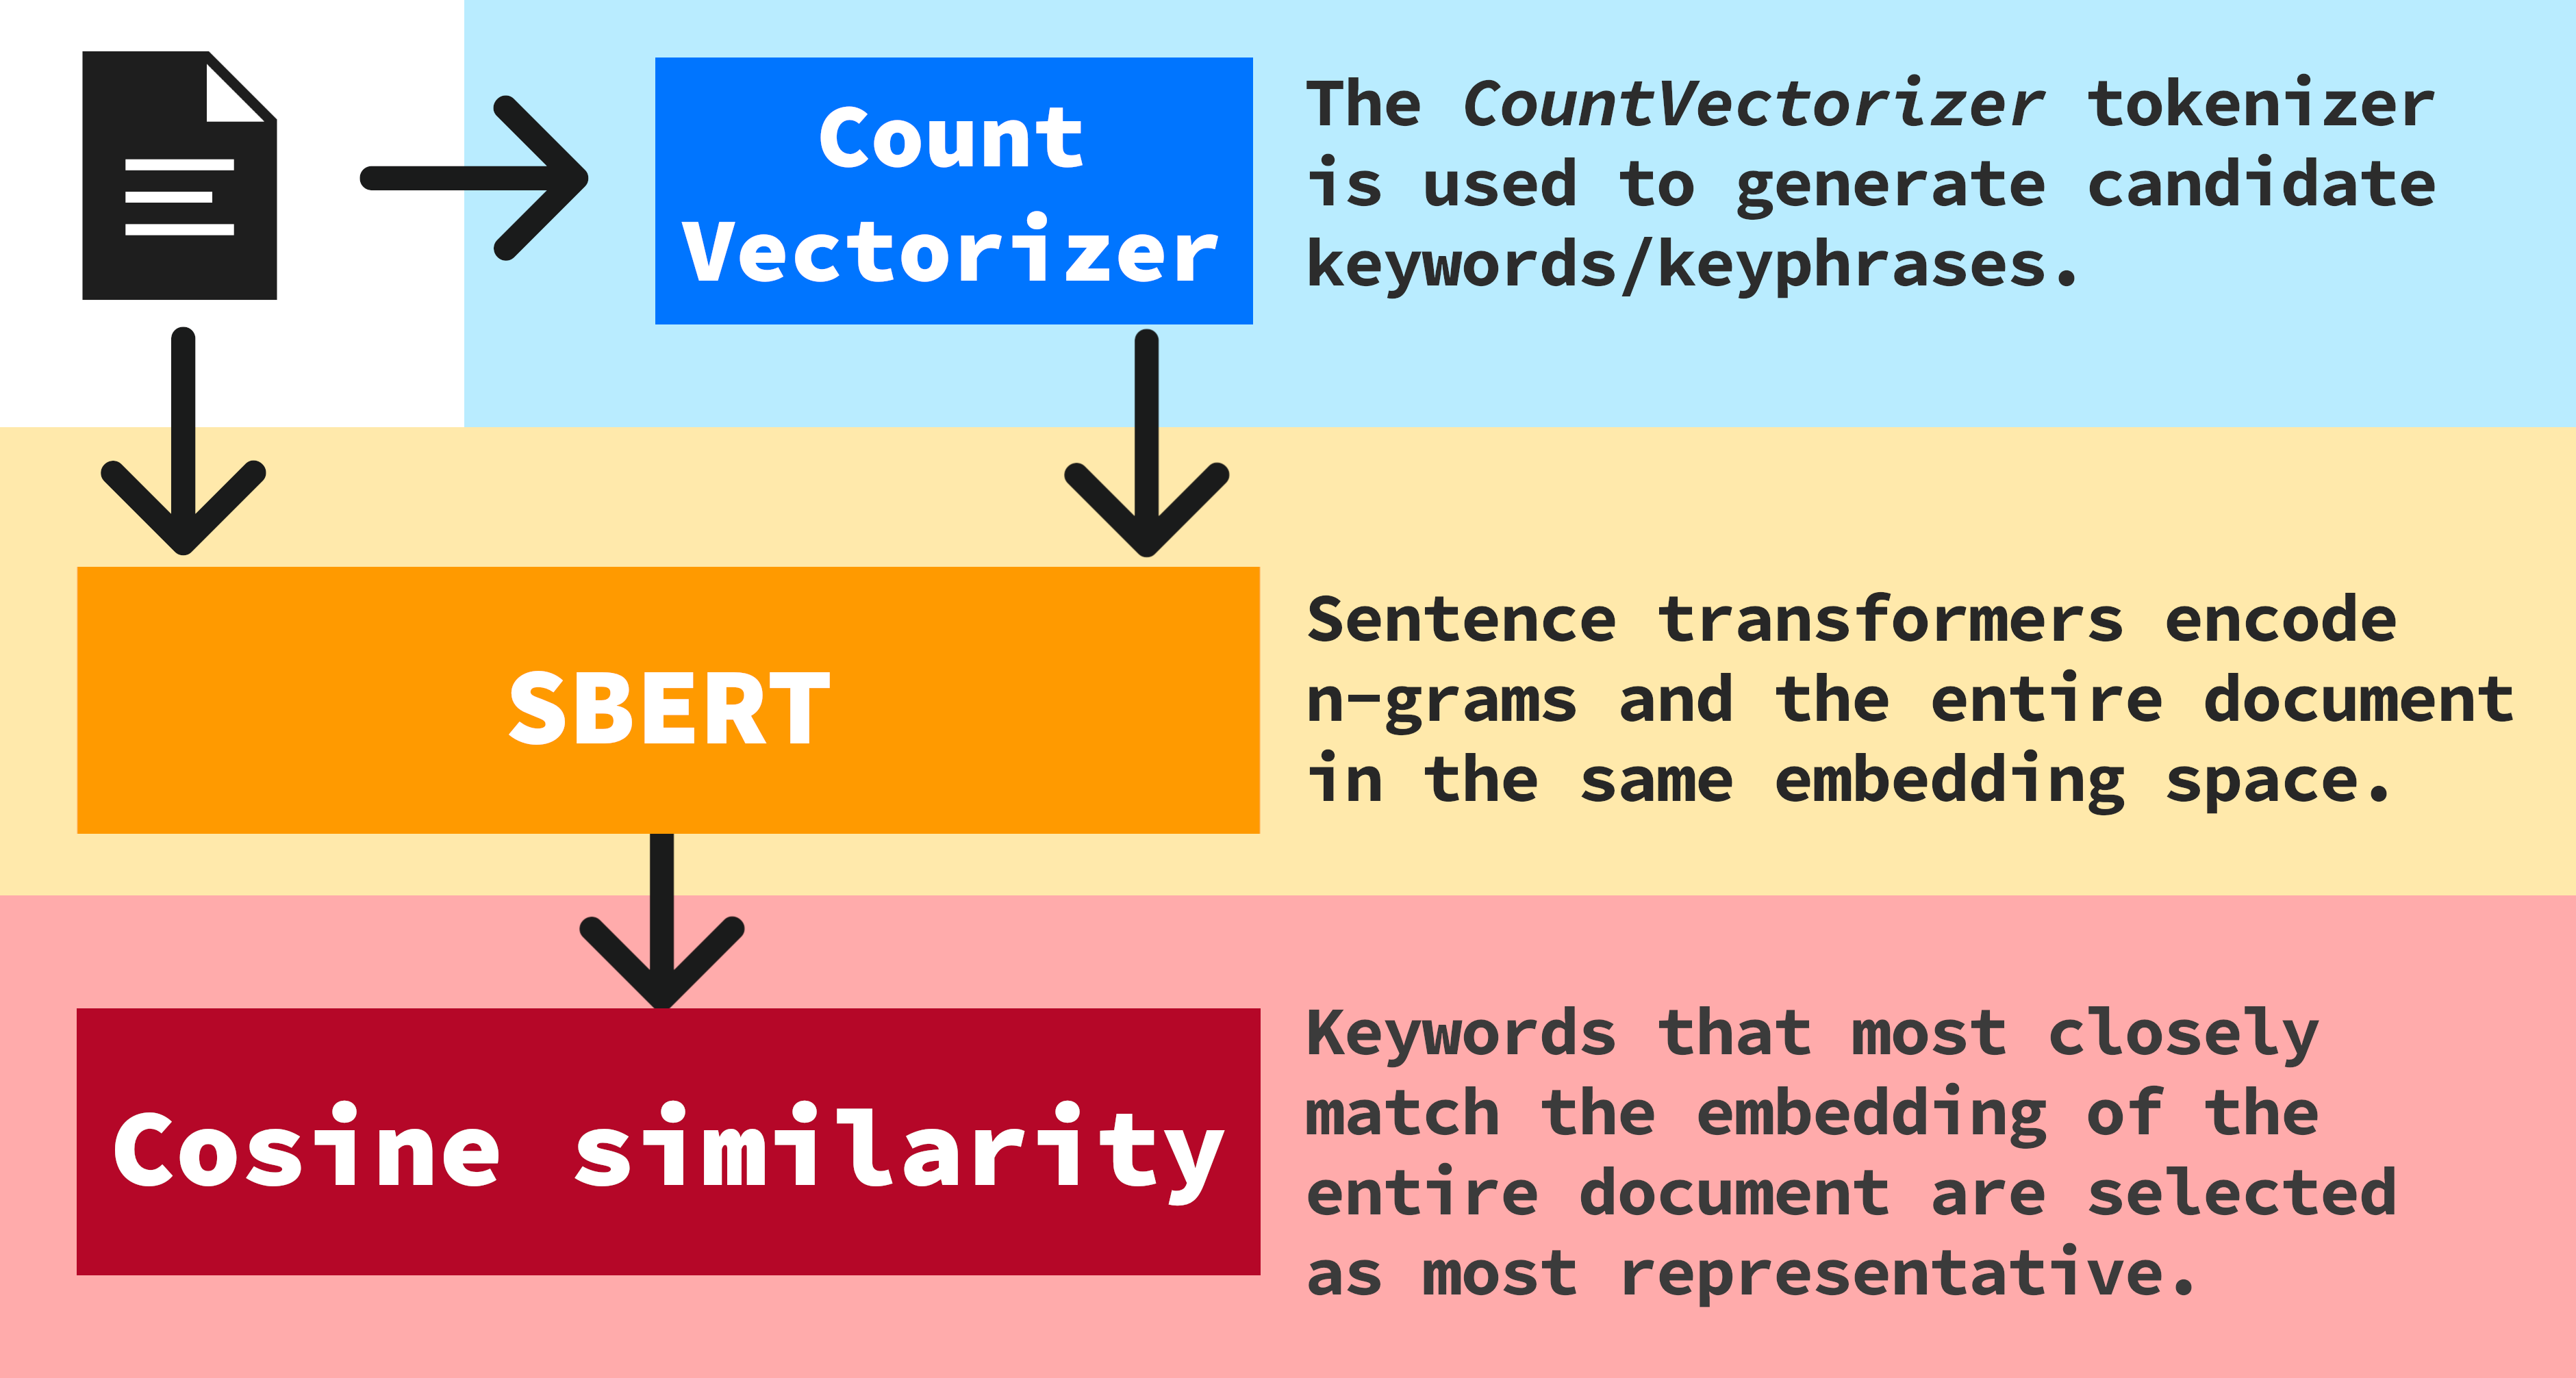 Count
Vectorizer
The CountVectorizer tokenizer
is used to generate candidate
keywords/keyphrases.
SBERT
Sentence transformers encode
n-grams and the entire document
in the same embedding space.
Cosine similarity
Keywords that most closely
match the embedding of the
entire document are selected
as most representative.